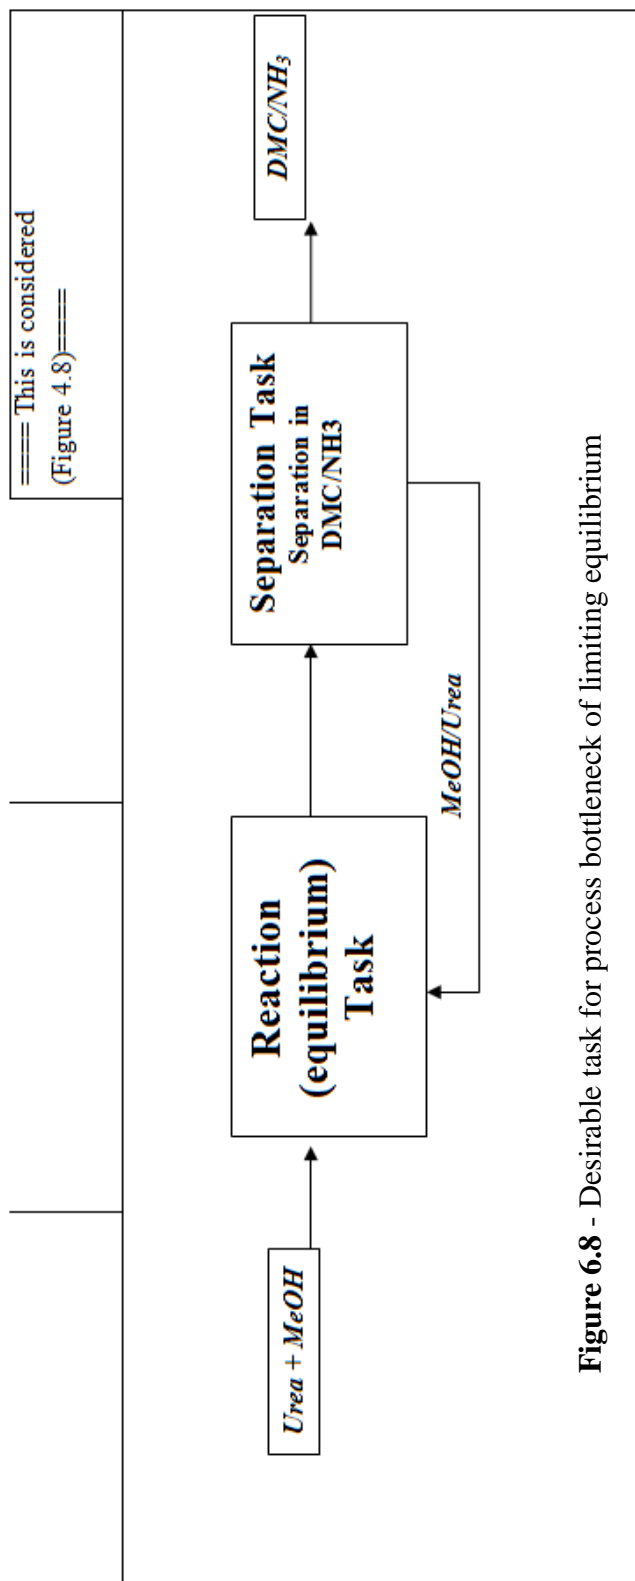 ==== This is considered
(Figure 4.8)====
Urea + MeOH
Reaction
(equilibrium)
Task
MeOH/Urea
Separation Task
Separation in
DMC/NH3
DMC/NH₃
Figure 6.8 - Desirable task for process bottleneck of limiting equilibrium